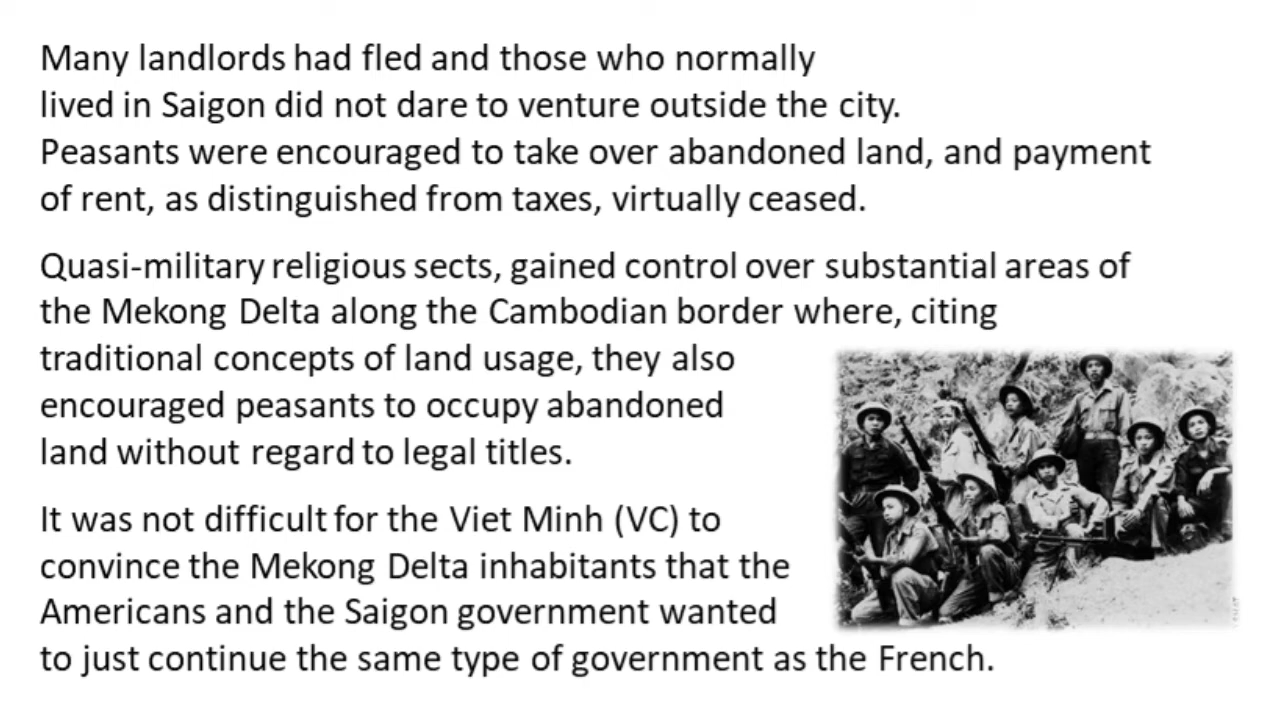 Many landlords had fled and those who normally
lived in Saigon did not dare to venture outside the city.
Peasants were encouraged to take over abandoned land, and payment
of rent, as distinguished from taxes, virtually ceased.
Quasi-military religious sects, gained control over substantial areas of
the Mekong Delta along the Cambodian border where, citing
traditional concepts of land usage, they also
encouraged peasants to occupy abandoned
land without regard to legal titles.
It was not difficult for the Viet Minh (VC) to
convince the Mekong Delta inhabitants that the
Americans and the Saigon government wanted
to just continue the same type of government as the French.